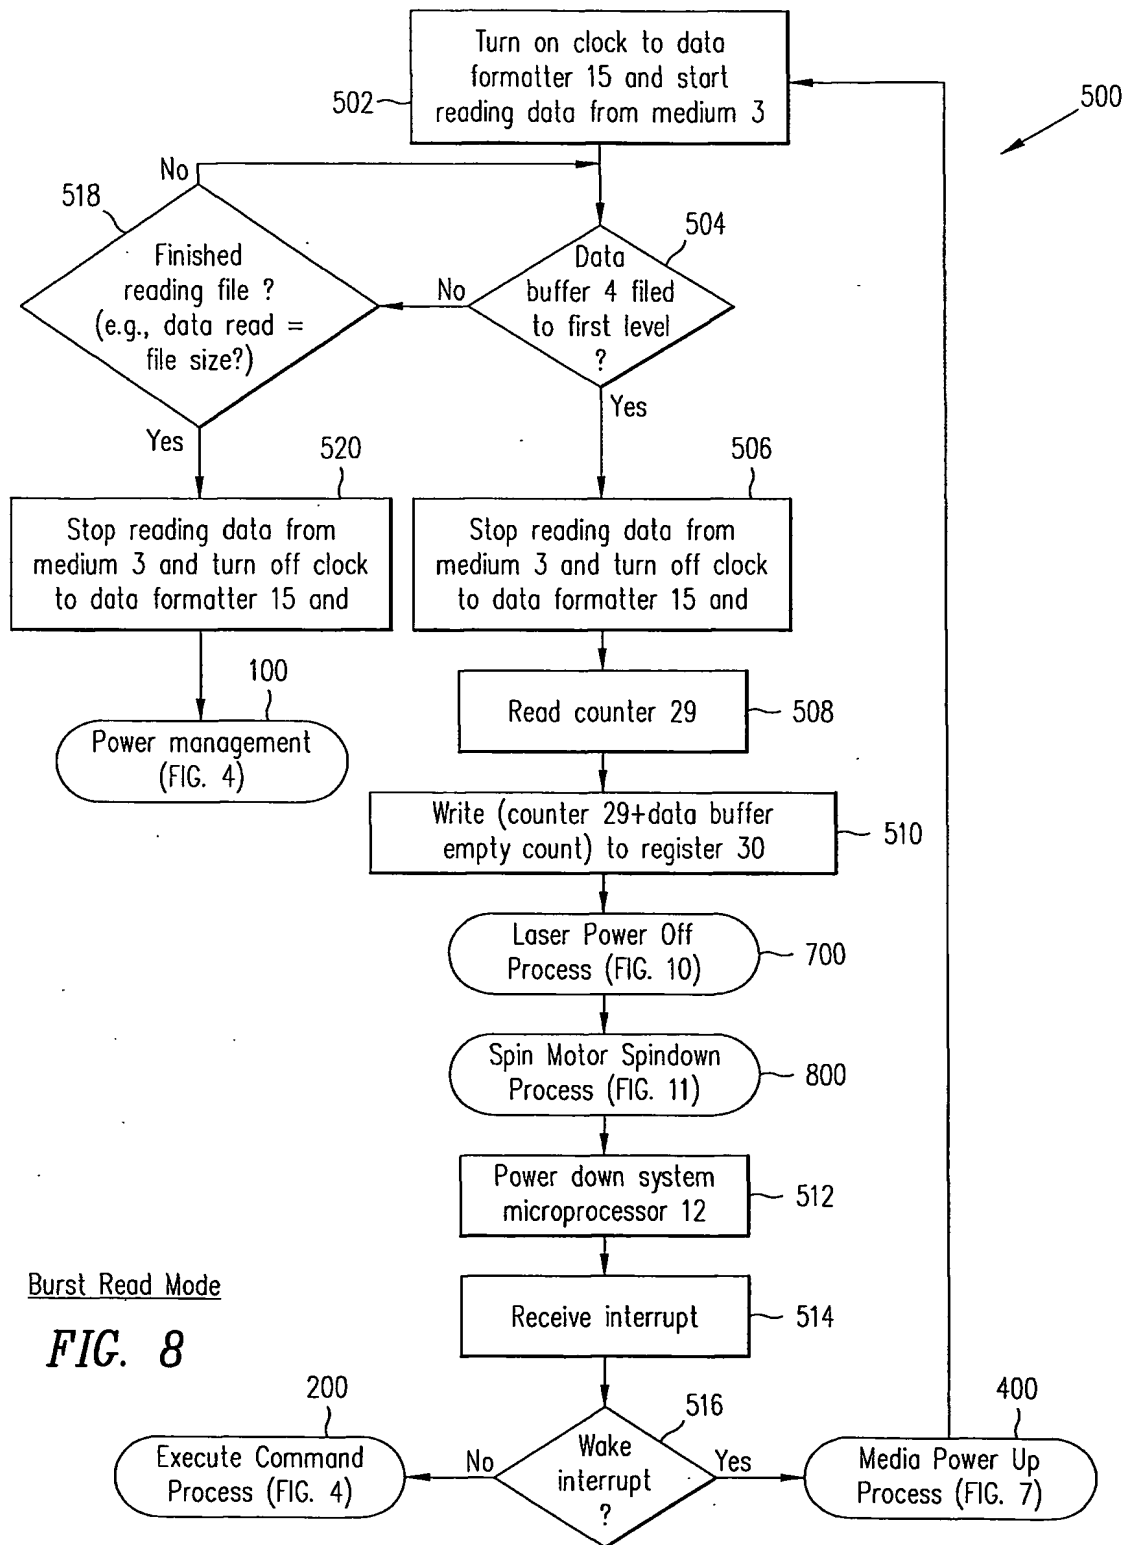 Turn on clock to data
formatter 15 and start
reading data from medium 3
502
500
No
518
Finished
reading file ?
(e.g., data read =
file size?)
No
504
Data
buffer 4 filed
to first level
?
Yes
Yes
520
Stop reading data from
medium 3 and turn off clock
to data formatter 15 and
506
Stop reading data from
medium 3 and turn off clock
to data formatter 15 and
100
Power management
(FIG. 4)
Read counter 29
508
Write (counter 29+data buffer
empty count) to register 30
510
Laser Power Off
Process (FIG. 10)
700
Spin Motor Spindown
Process (FIG. 11)
800
Power down system
microprocessor 12
512
Receive interrupt
514
Burst Read Mode
FIG. 8
200
Execute Command
Process (FIG. 4)
No
516
Wake
interrupt
?
Yes
400
Media Power Up
Process (FIG. 7)